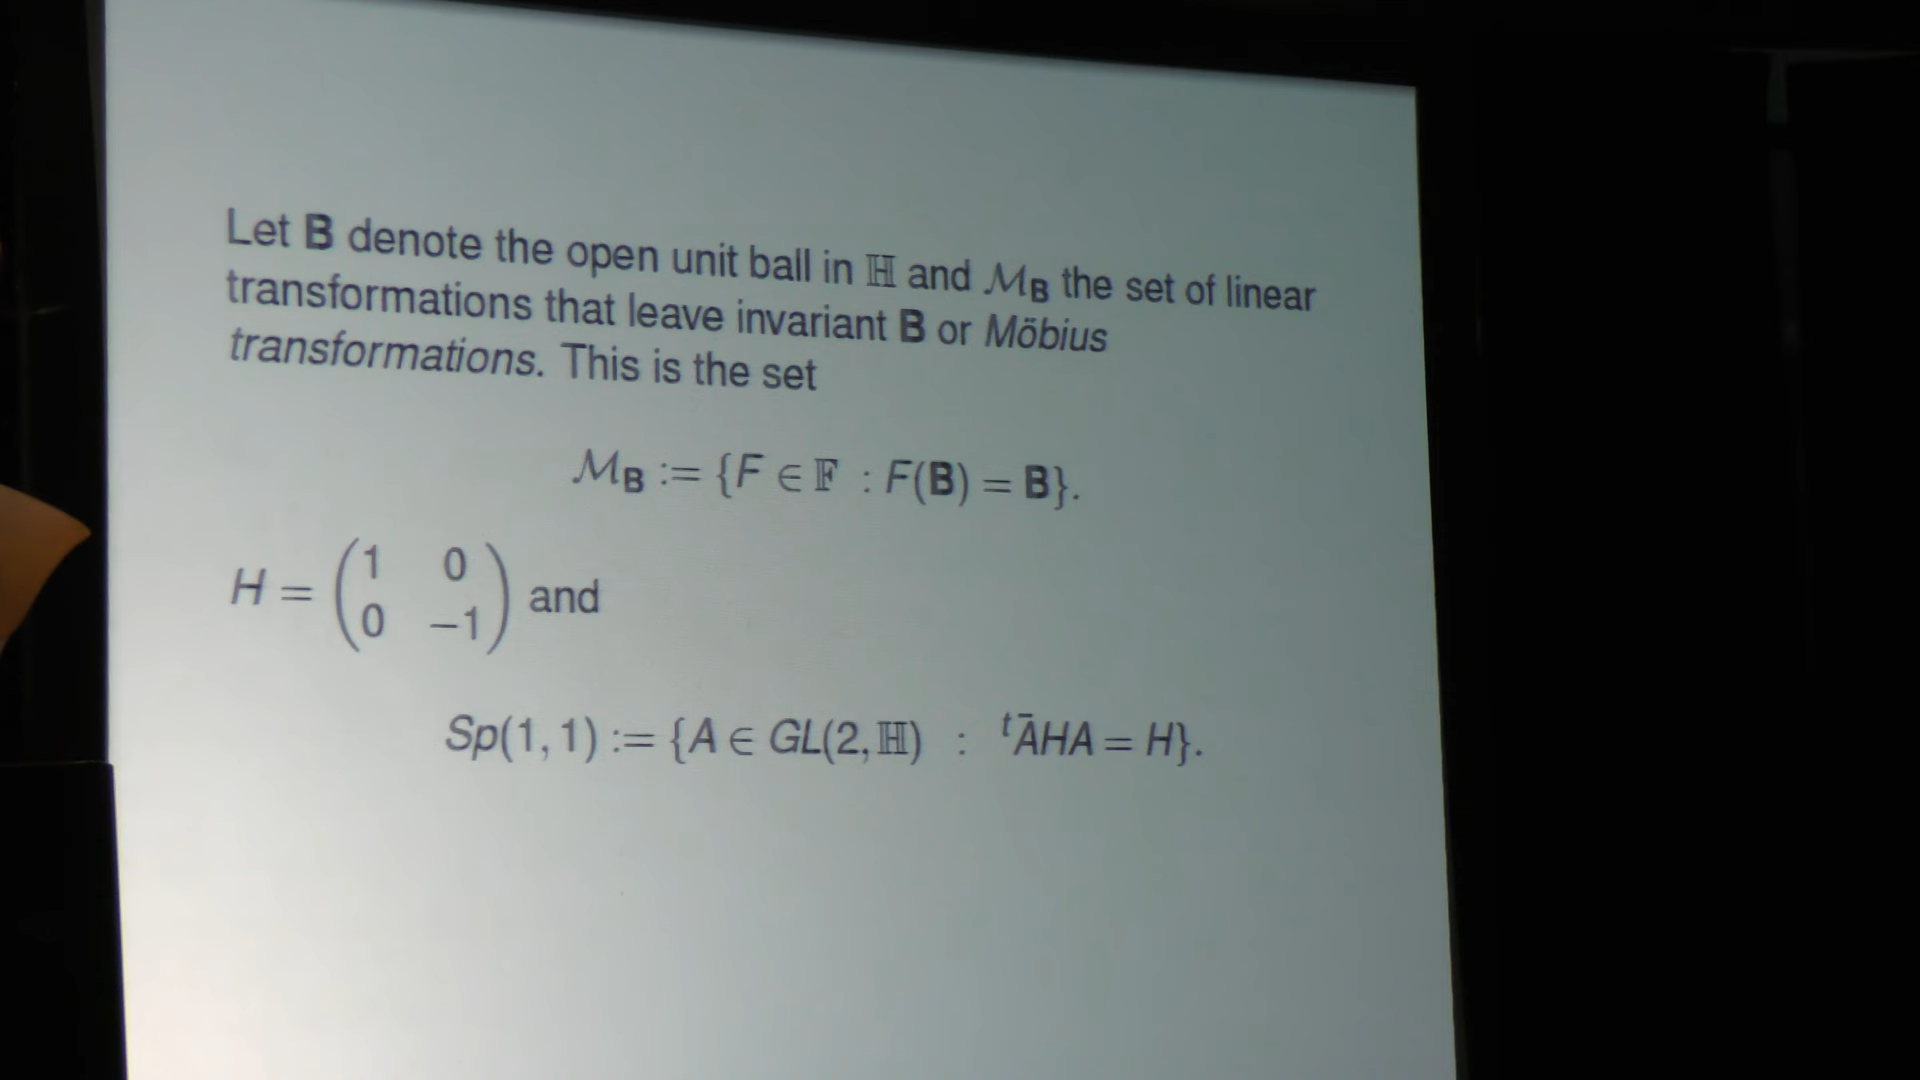 Let B denote the open unit ball in ℍ and ℳ_B the set of linear
transformations that leave invariant B or Möbius
transformations. This is the set
ℳ_B := {F ∈ 𝔽 : F(B) = B}.
H = (1 0
0 −1) and
Sp(1, 1) := {A ∈ GL(2, ℍ) : ᵗĀHA = H}.